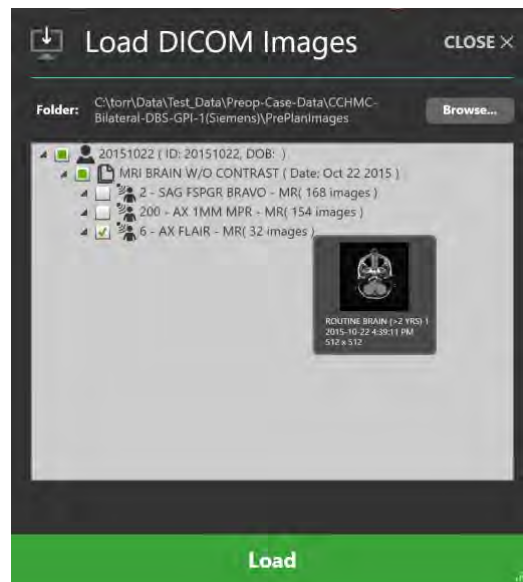 Load DICOM Images
CLOSE ×
Folder:
C:\torr\Data\Test_Data\Preop-Case-Data\CCHMC-
Bilateral-DBS-GPI-1(Siemens)\PrePlanImages
Browse...
20151022 ( ID: 20151022, DOB: )
MRI BRAIN W/O CONTRAST ( Date: Oct 22 2015 )
2 - SAG FSPGR BRAVO - MR( 168 images )
200 - AX 1MM MPR - MR( 154 images )
6 - AX FLAIR - MR( 32 images )
ROUTINE BRAIN (>2 YRS) 1
2015-10-22 4:39:11 PM
512 x 512
Load